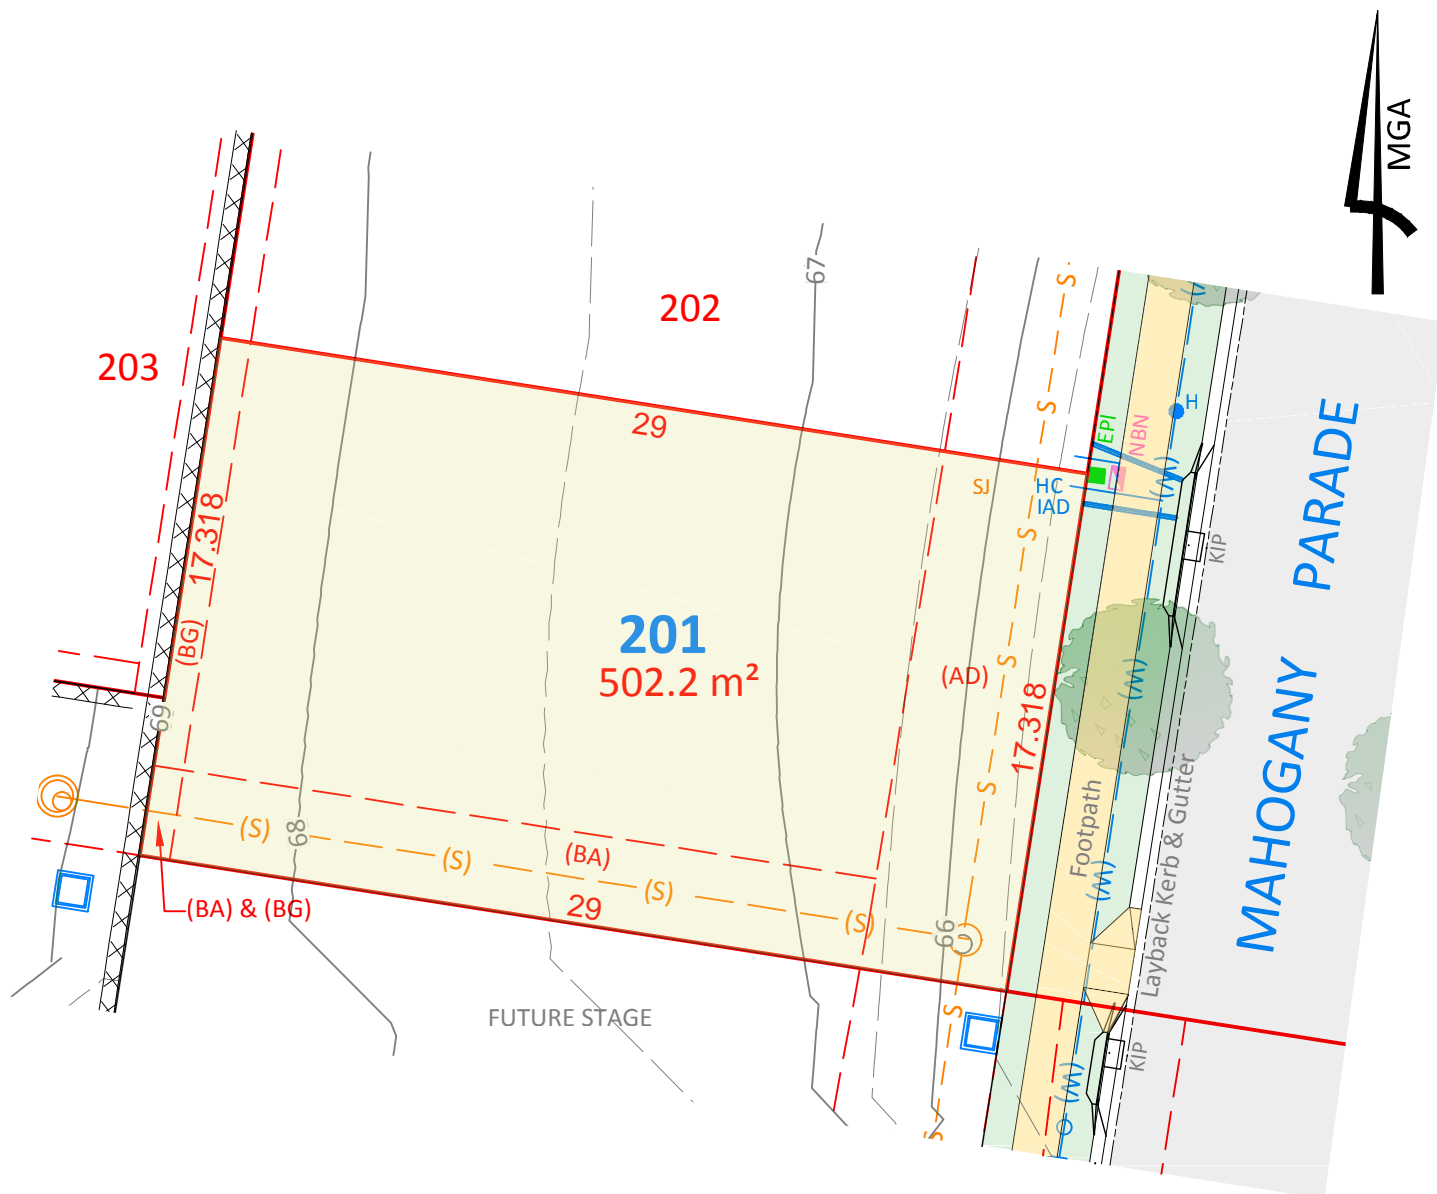 MGA
67
202
203
29
S
S
S
S
S
S
S
H
EPI
NBN
(W)
SJ
HC
IAD
KIP
PARADE
17.318
(BG)
201
502.2 m²
(AD)
17.318
(W)
69
MAHOGANY
Footpath
Layback Kerb & Gutter
68
(S)
(S)
(S)
(S)
(BA)
29
66
(W)
(BA) & (BG)
FUTURE STAGE
KIP
(W)